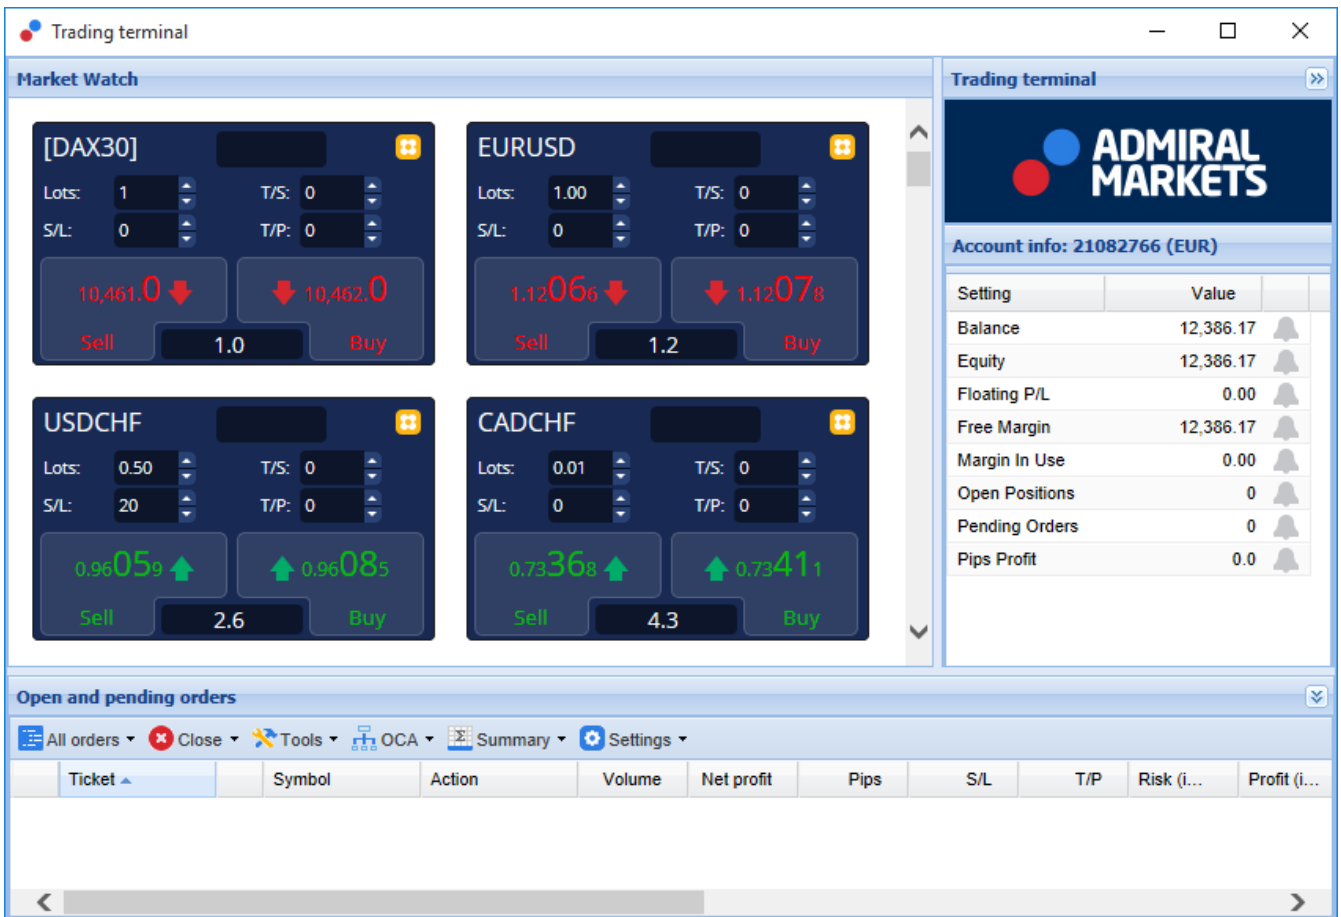 Trading terminal
Market Watch
[DAX30]
Lots: 1 T/S: 0
S/L: 0 T/P: 0
10,461.0 10,462.0
Sell 1.0 Buy
EURUSD
Lots: 1.00 T/S: 0
S/L: 0 T/P: 0
1.12066 1.12078
Sell 1.2 Buy
USDCHF
Lots: 0.50 T/S: 0
S/L: 20 T/P: 0
0.96059 0.96085
Sell 2.6 Buy
CADCHF
Lots: 0.01 T/S: 0
S/L: 0 T/P: 0
0.73368 0.73411
Sell 4.3 Buy
Trading terminal
ADMIRAL
MARKETS
Account info: 21082766 (EUR)
Setting Value
Balance 12,386.17
Equity 12,386.17
Floating P/L 0.00
Free Margin 12,386.17
Margin In Use 0.00
Open Positions 0
Pending Orders 0
Pips Profit 0.0
Open and pending orders
All orders Close Tools OCA Σ Summary Settings
Ticket Symbol Action Volume Net profit Pips S/L T/P Risk (i... Profit (i...